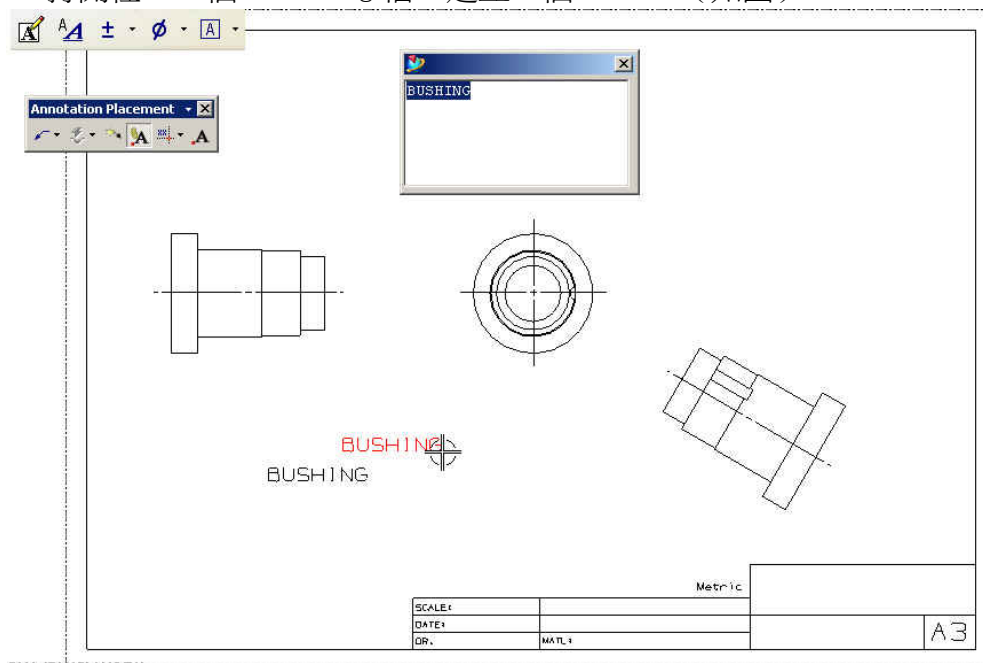 Annotation Placement
BUSHING
BUSHING
BUSHING
Metric
SCALE:
DATE:
DR.
MATL:
A3